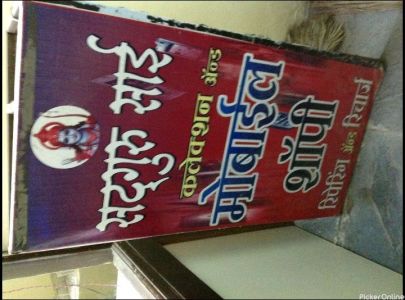 सद्गुरु साई
कलेक्शन अ‍ॅन्ड
मोबाईल
शॉपी
रिपेरिंग अ‍ॅन्ड रिचार्ज
PickerOnline